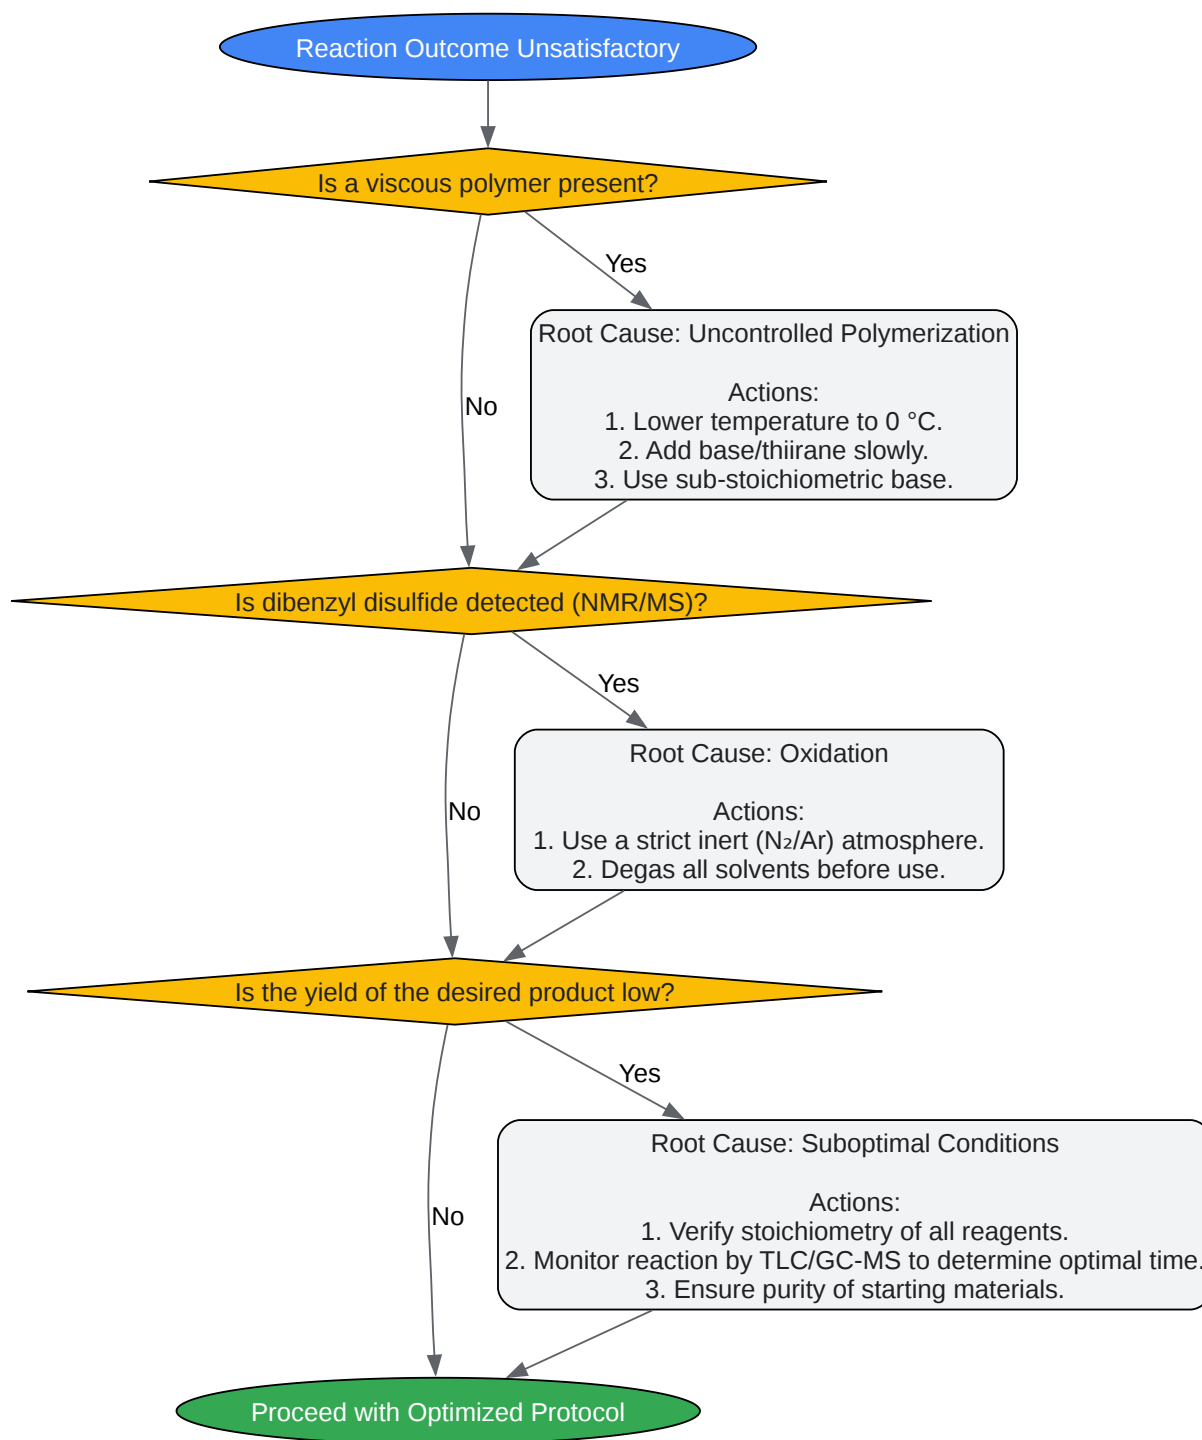 Reaction Outcome Unsatisfactory
Is a viscous polymer present?
Yes
No
Root Cause: Uncontrolled Polymerization
Actions:
1. Lower temperature to 0 °C.
2. Add base/thiirane slowly.
3. Use sub-stoichiometric base.
Is dibenzyl disulfide detected (NMR/MS)?
Yes
No
Root Cause: Oxidation
Actions:
1. Use a strict inert (N₂/Ar) atmosphere.
2. Degas all solvents before use.
Is the yield of the desired product low?
Yes
No
Root Cause: Suboptimal Conditions
Actions:
1. Verify stoichiometry of all reagents.
2. Monitor reaction by TLC/GC-MS to determine optimal time.
3. Ensure purity of starting materials.
Proceed with Optimized Protocol